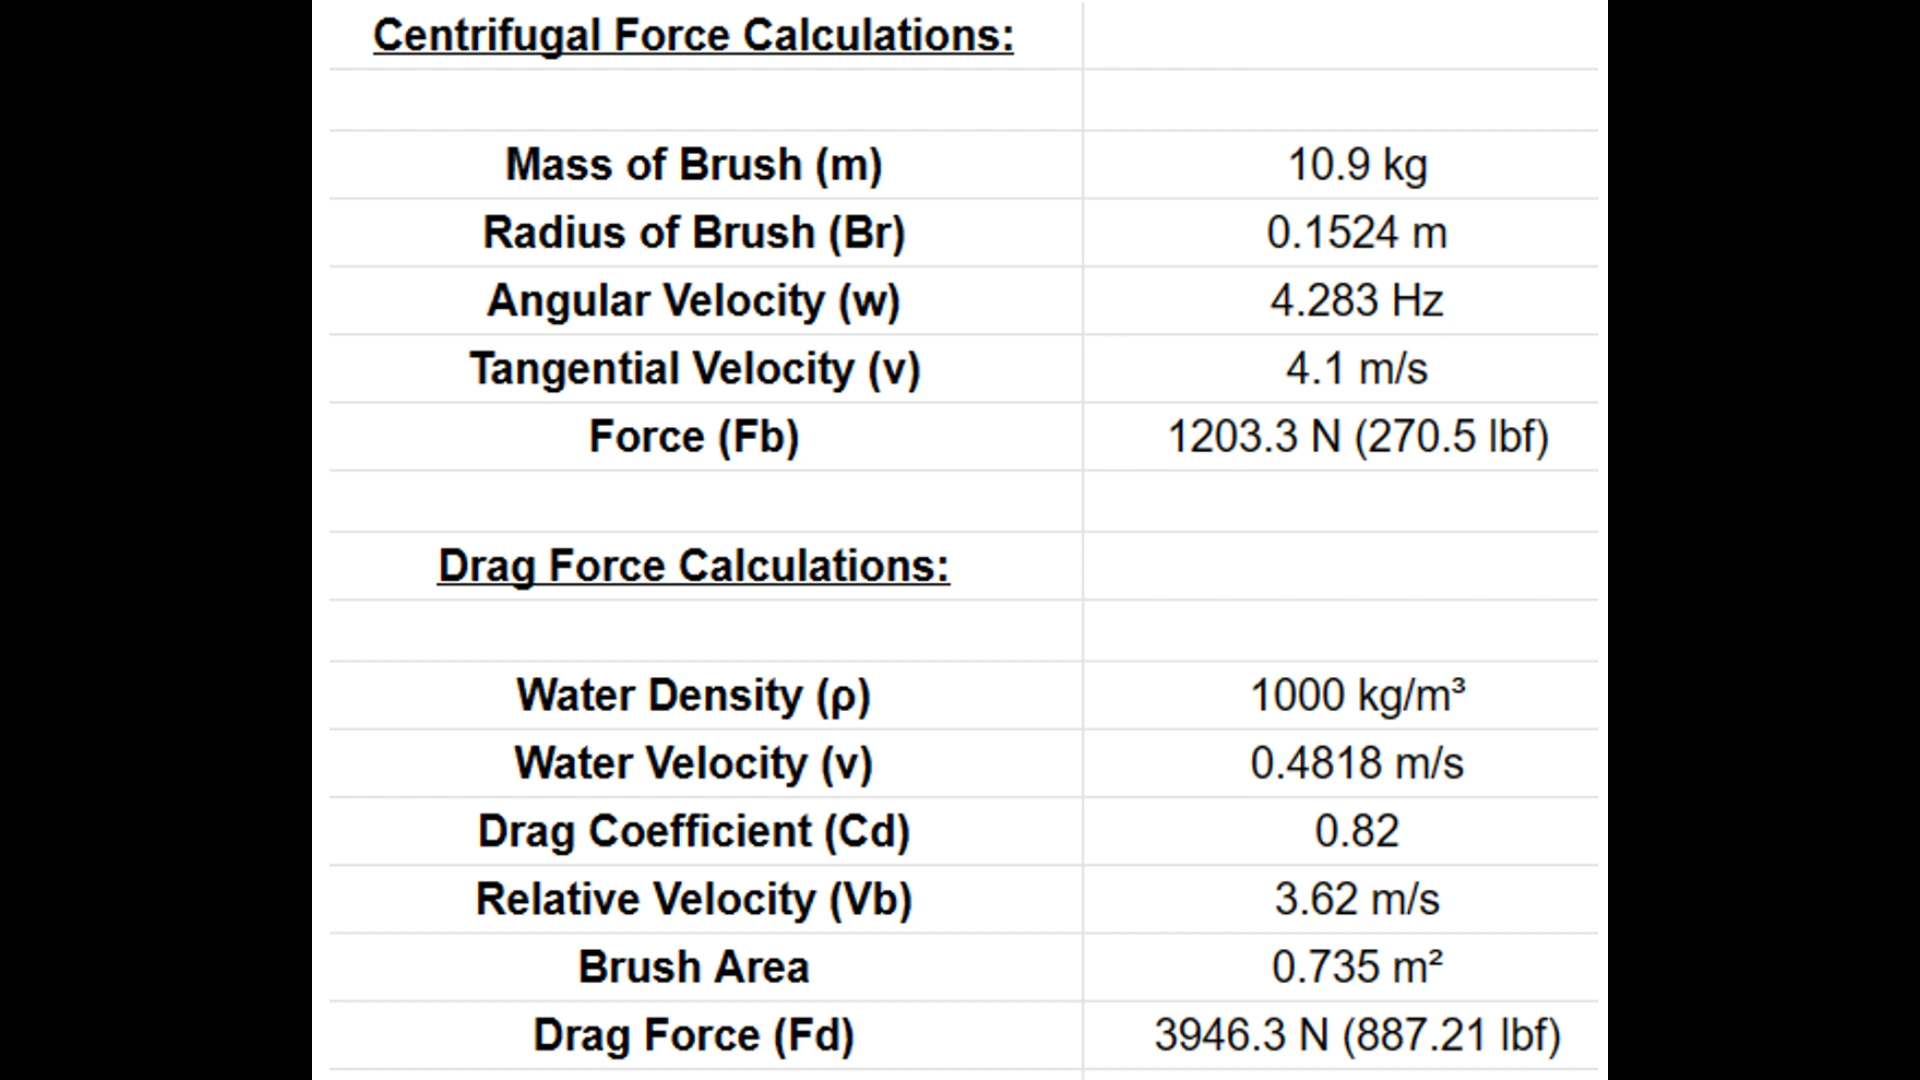 Centrifugal Force Calculations:
Mass of Brush (m) 10.9 kg
Radius of Brush (Br) 0.1524 m
Angular Velocity (w) 4.283 Hz
Tangential Velocity (v) 4.1 m/s
Force (Fb) 1203.3 N (270.5 lbf)
Drag Force Calculations:
Water Density (ρ) 1000 kg/m³
Water Velocity (v) 0.4818 m/s
Drag Coefficient (Cd) 0.82
Relative Velocity (Vb) 3.62 m/s
Brush Area 0.735 m²
Drag Force (Fd) 3946.3 N (887.21 lbf)